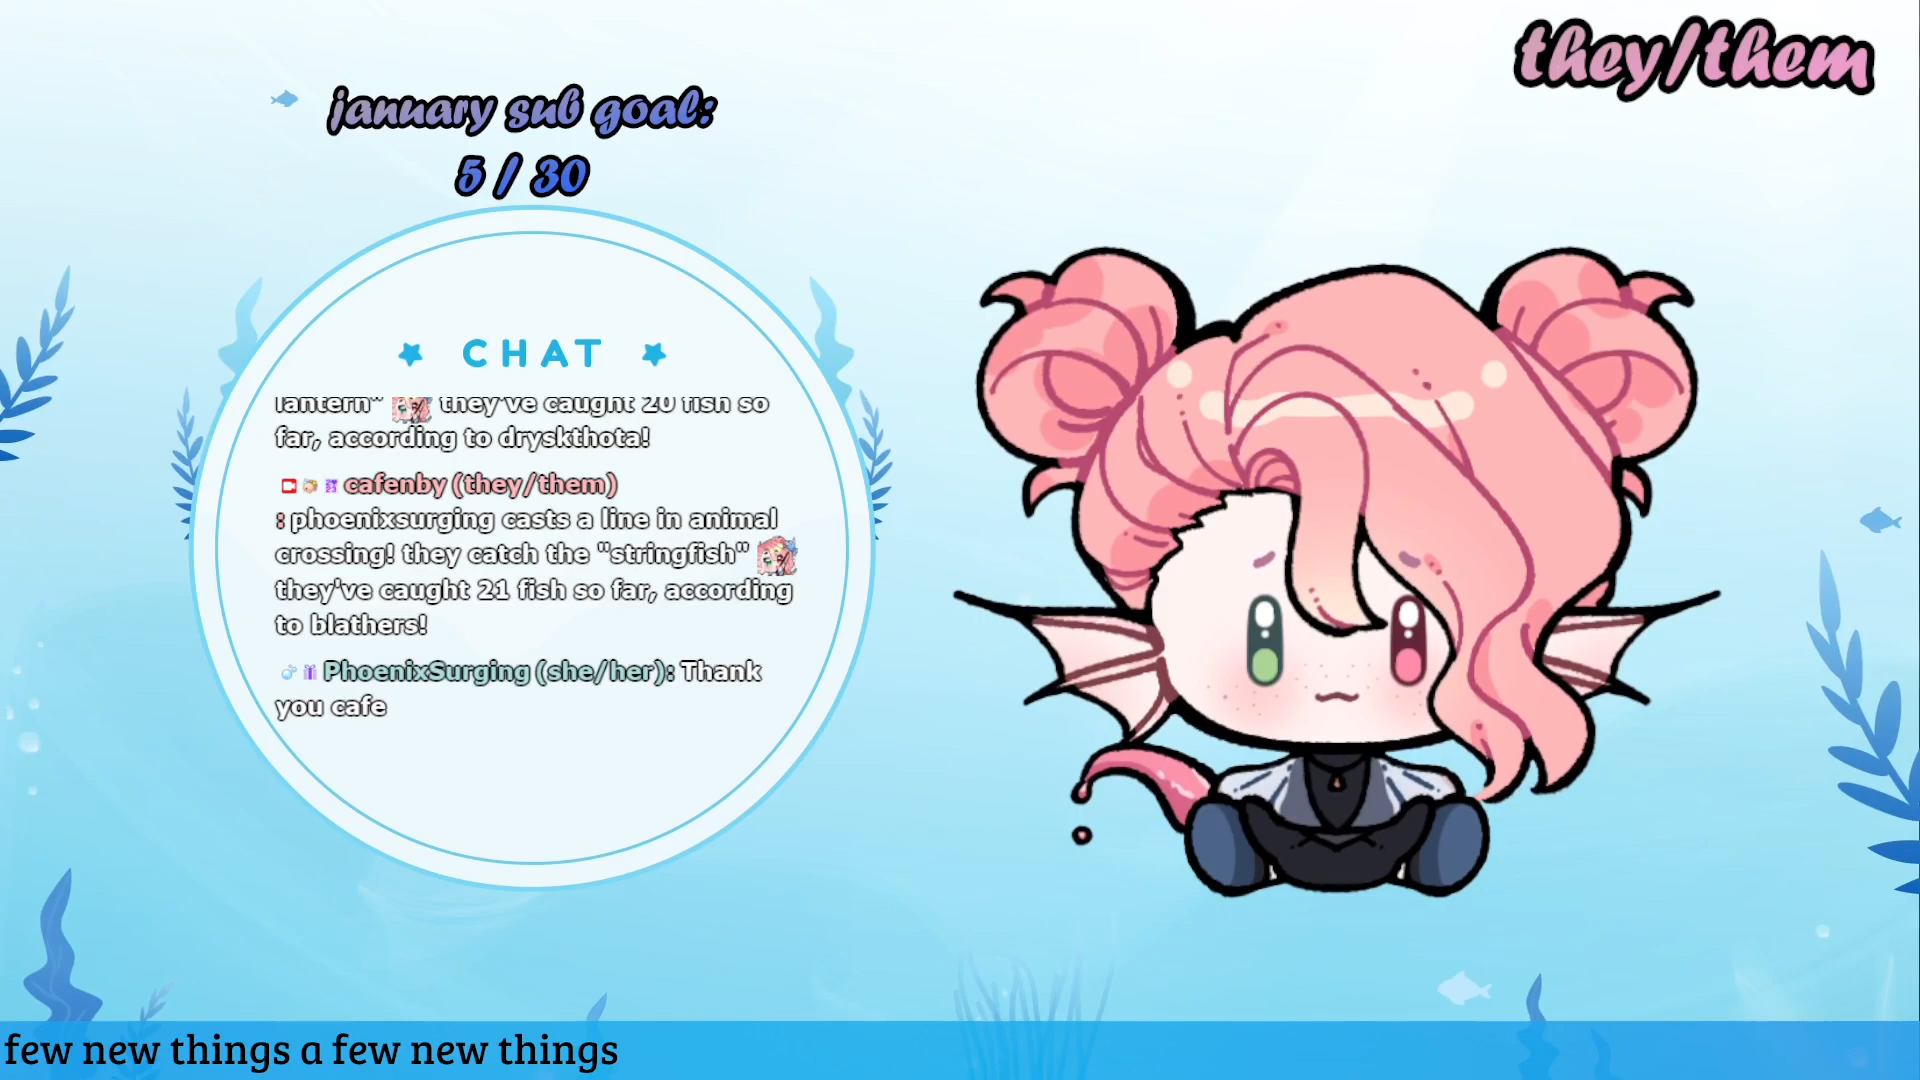 they/them
january sub goal:
5 / 30
CHAT
lantern" they've caught 20 fish so
far, according to dryskthota!
cafenby (they/them)
: phoenixsurging casts a line in animal
crossing! they catch the "stringfish"
they've caught 21 fish so far, according
to blathers!
PhoenixSurging (she/her): Thank
you cafe
few new things a few new things